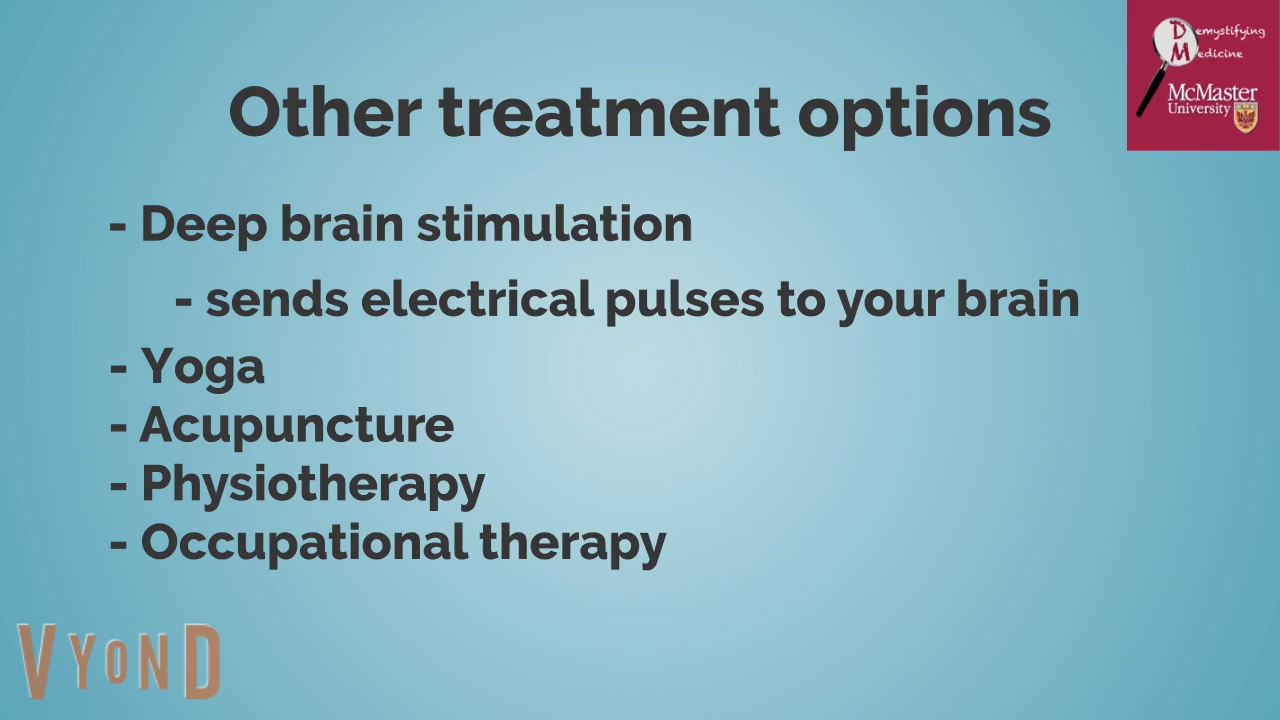 Demystifying
Medicine
McMaster
University
Other treatment options
- Deep brain stimulation
- sends electrical pulses to your brain
- Yoga
- Acupuncture
- Physiotherapy
- Occupational therapy
VYOND